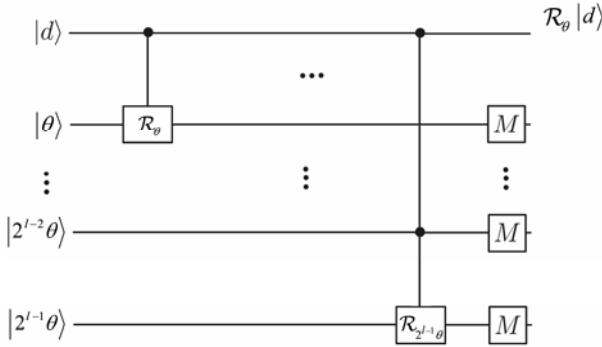 |d⟩ 𝓡_θ |d⟩
...
|θ⟩ 𝓡_θ M
⋮ ⋮ ⋮
|2^{l-2}θ⟩ M
|2^{l-1}θ⟩ 𝓡_{2^{l-1}θ} M